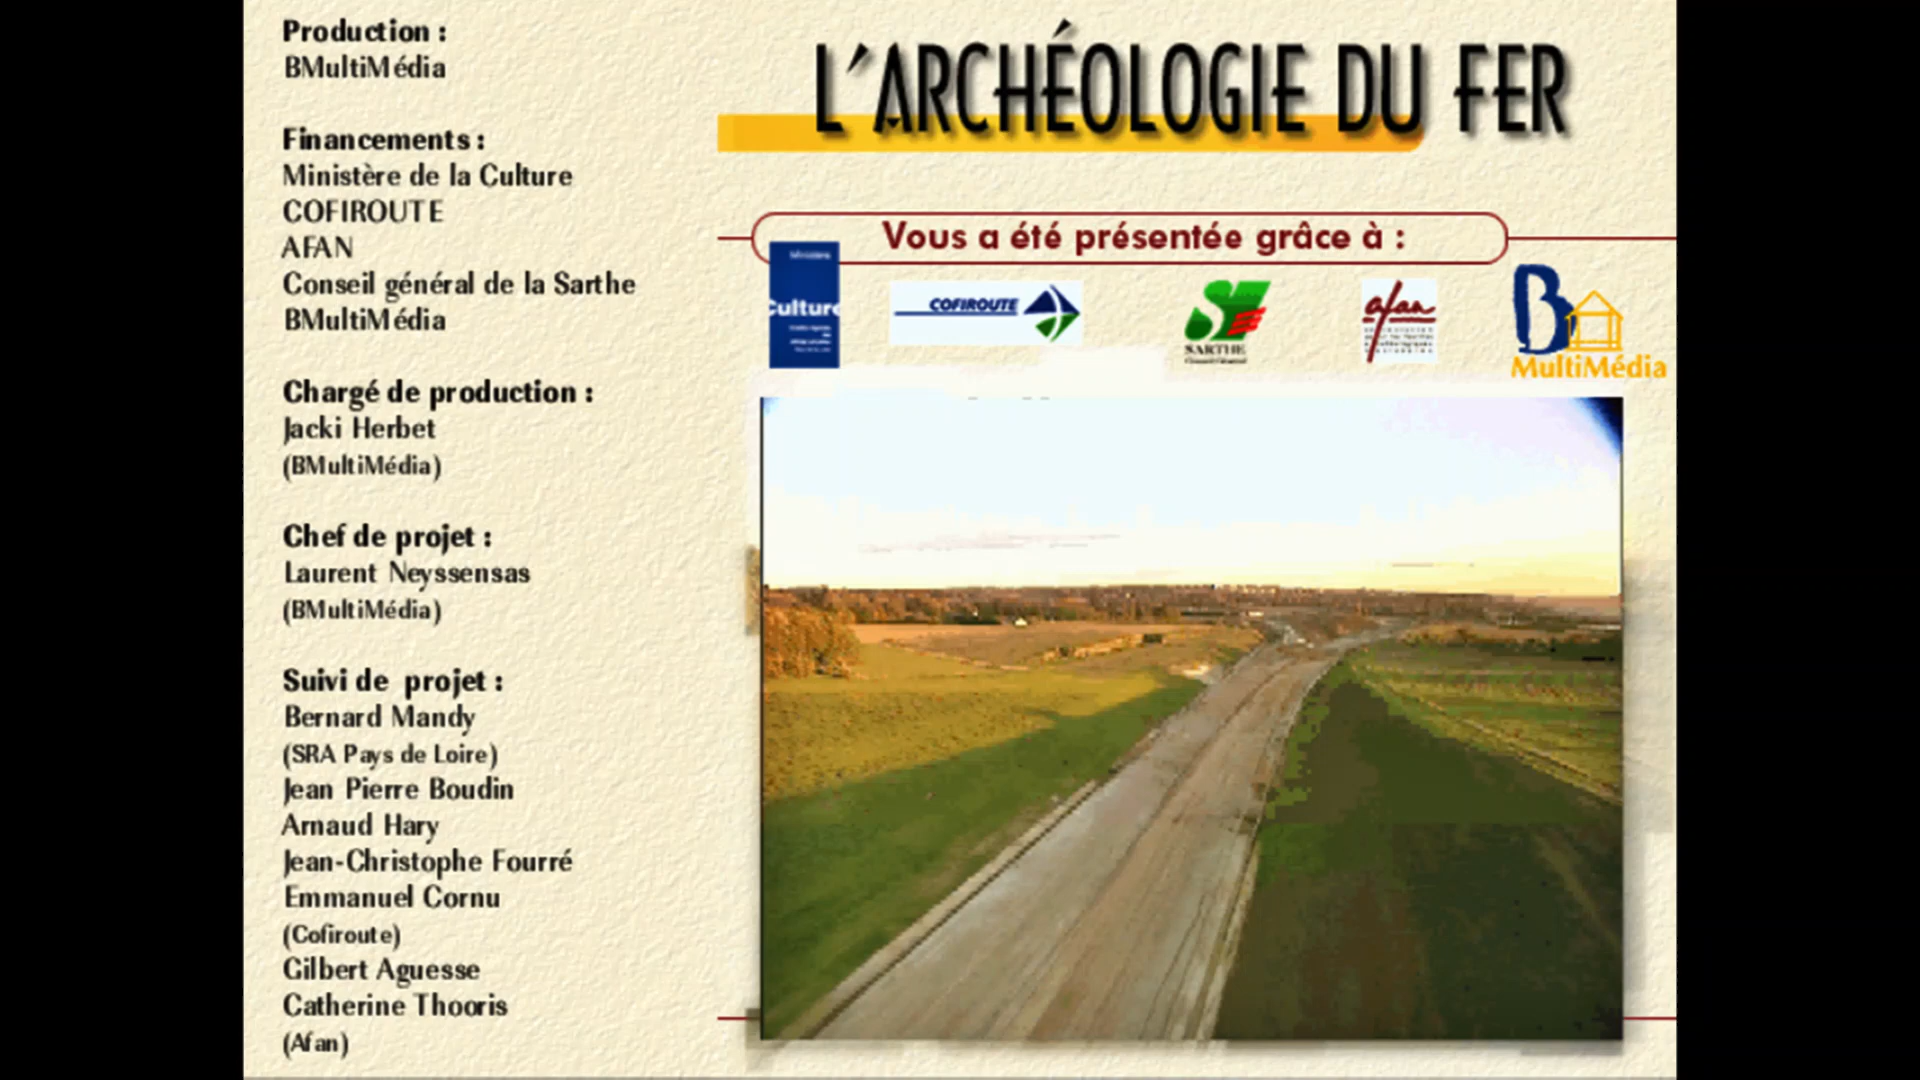 Production :
BMultiMédia
Financements :
Ministère de la Culture
COFIROUTE
AFAN
Conseil général de la Sarthe
BMultiMédia
Chargé de production :
Jacki Herbet
(BMultiMédia)
Chef de projet :
Laurent Neyssensas
(BMultiMédia)
Suivi de projet :
Bernard Mandy
(SRA Pays de Loire)
Jean Pierre Boudin
Arnaud Hary
Jean-Christophe Fourré
Emmanuel Cornu
(Cofiroute)
Gilbert Aguesse
Catherine Thooris
(Afan)
L'ARCHÉOLOGIE DU FER
Vous a été présentée grâce à :
Ministère
Culture
COFIROUTE
SARTHE
Conseil Général
afan
B
MultiMédia